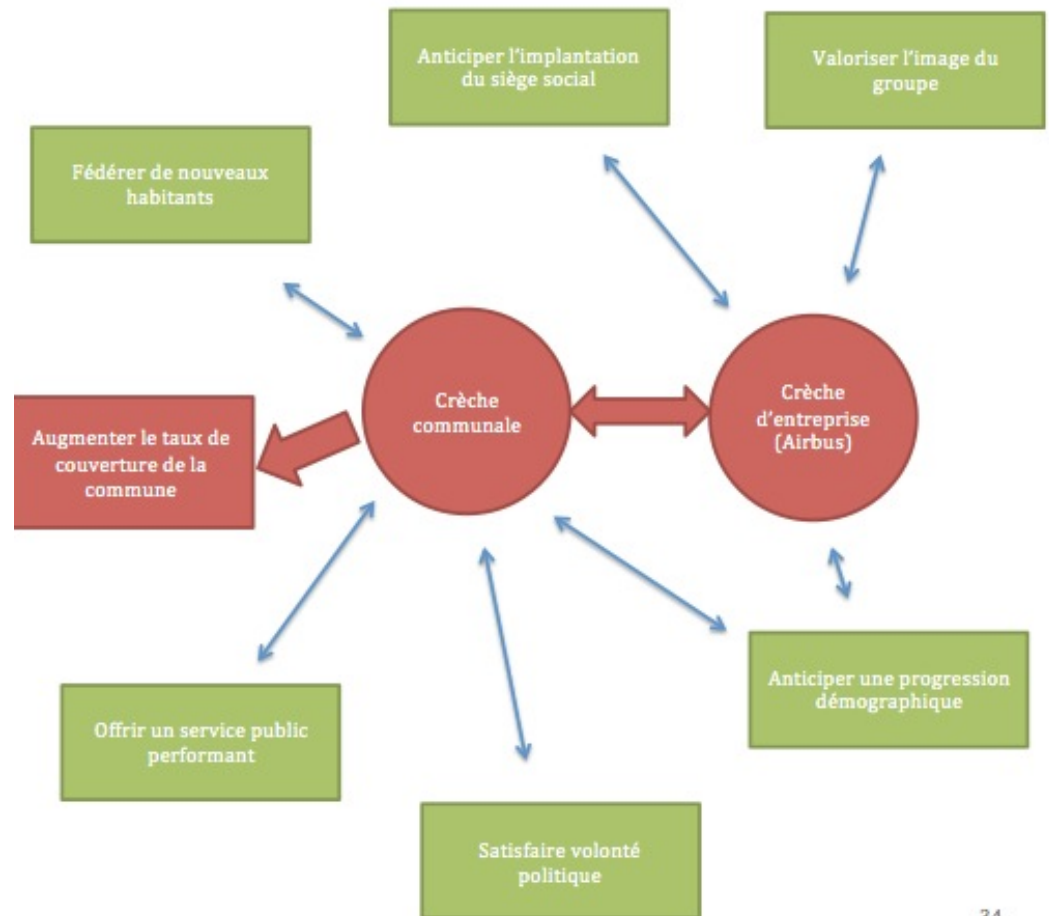 Anticiper l'implantation
du siège social
Valoriser l'image du
groupe
Fédérer de nouveaux
habitants
Crèche
communale
Crèche
d'entreprise
(Airbus)
Augmenter le taux de
couverture de la
commune
Anticiper une progression
démographique
Offrir un service public
performant
Satisfaire volonté
politique